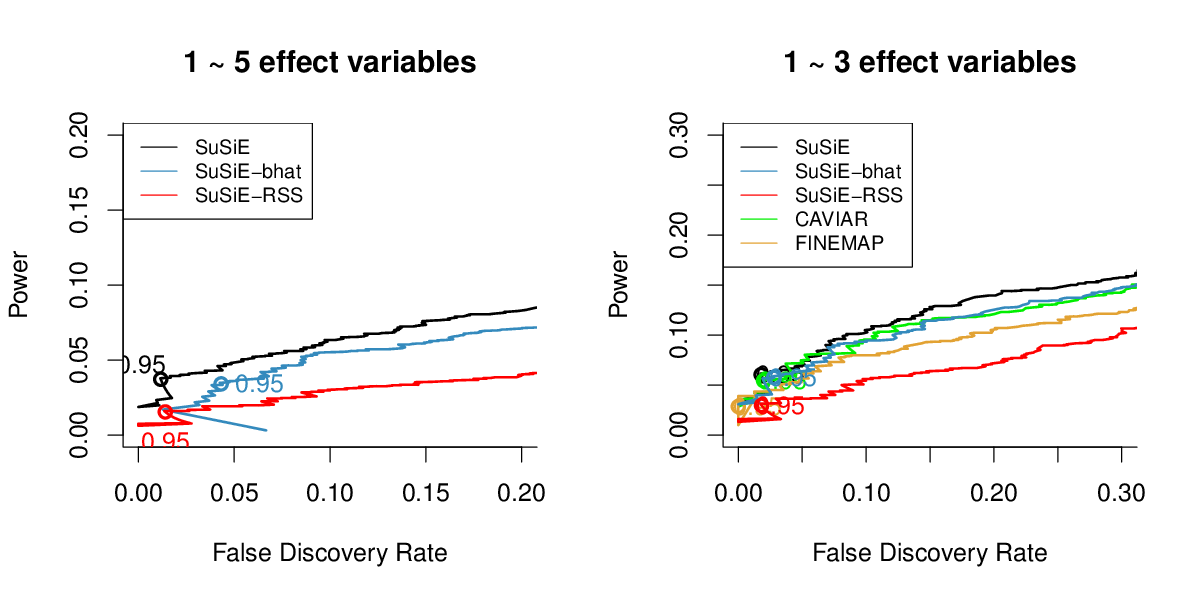 1 ~ 5 effect variables
Power
0.20
0.15
0.10
0.05
0.00
SuSiE
SuSiE−bhat
SuSiE−RSS
0.95
0.95
0.95
0.00 0.05 0.10 0.15 0.20
False Discovery Rate
1 ~ 3 effect variables
Power
0.30
0.20
0.10
0.00
SuSiE
SuSiE−bhat
SuSiE−RSS
CAVIAR
FINEMAP
0.95
0.00 0.10 0.20 0.30
False Discovery Rate